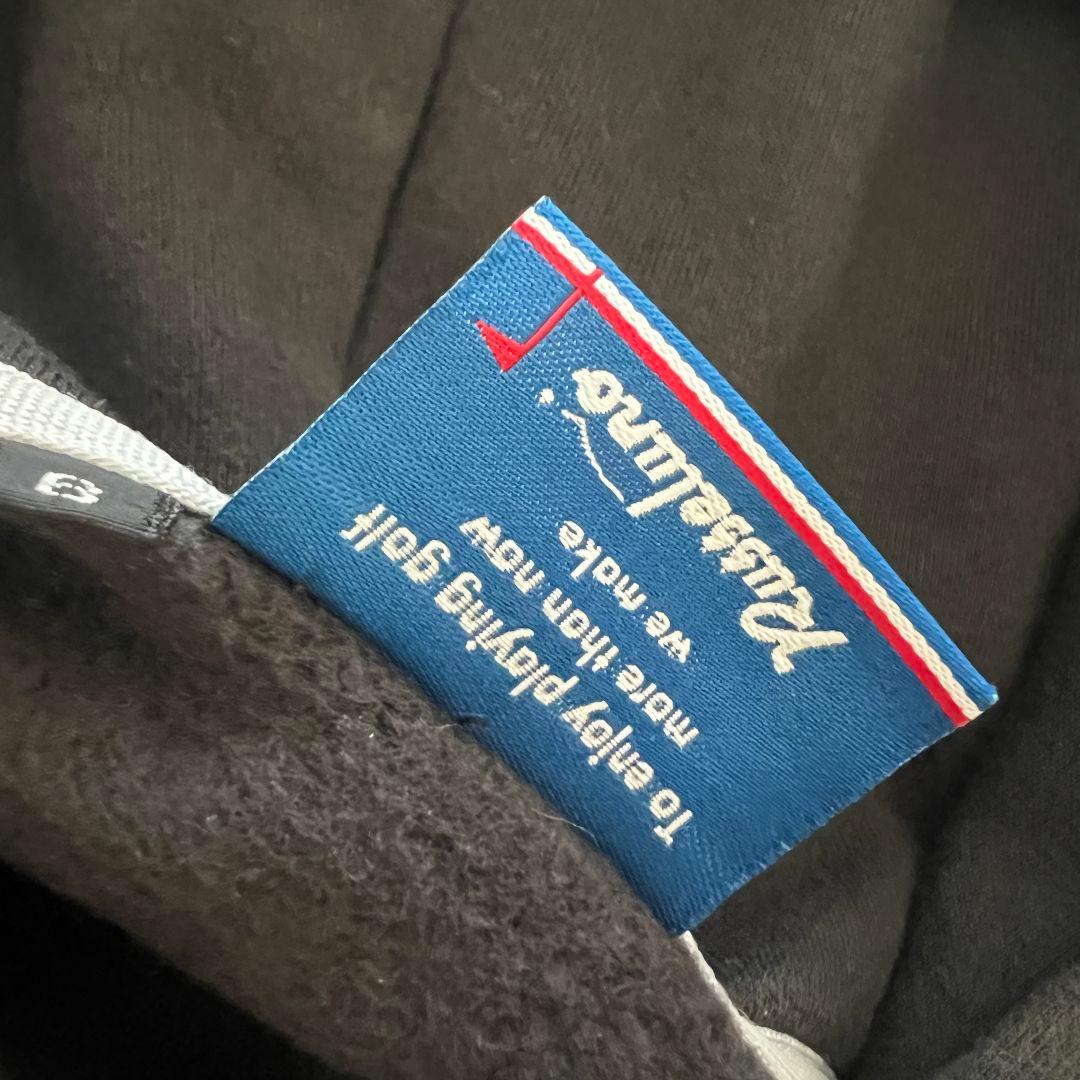 To enjoy playing golf
more than now
we make
Russeluno